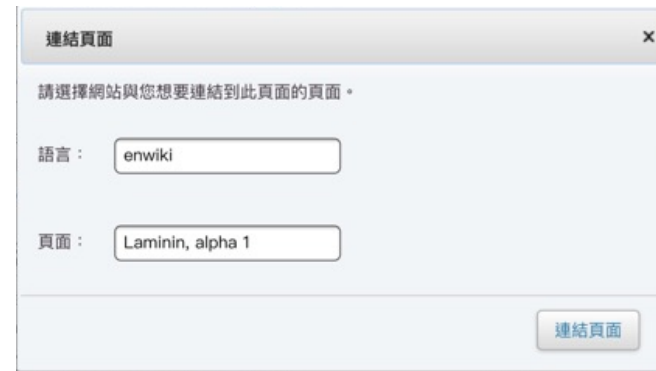 連結頁面 ×
請選擇網站與您想要連結到此頁面的頁面。
語言： enwiki
頁面： Laminin, alpha 1
連結頁面